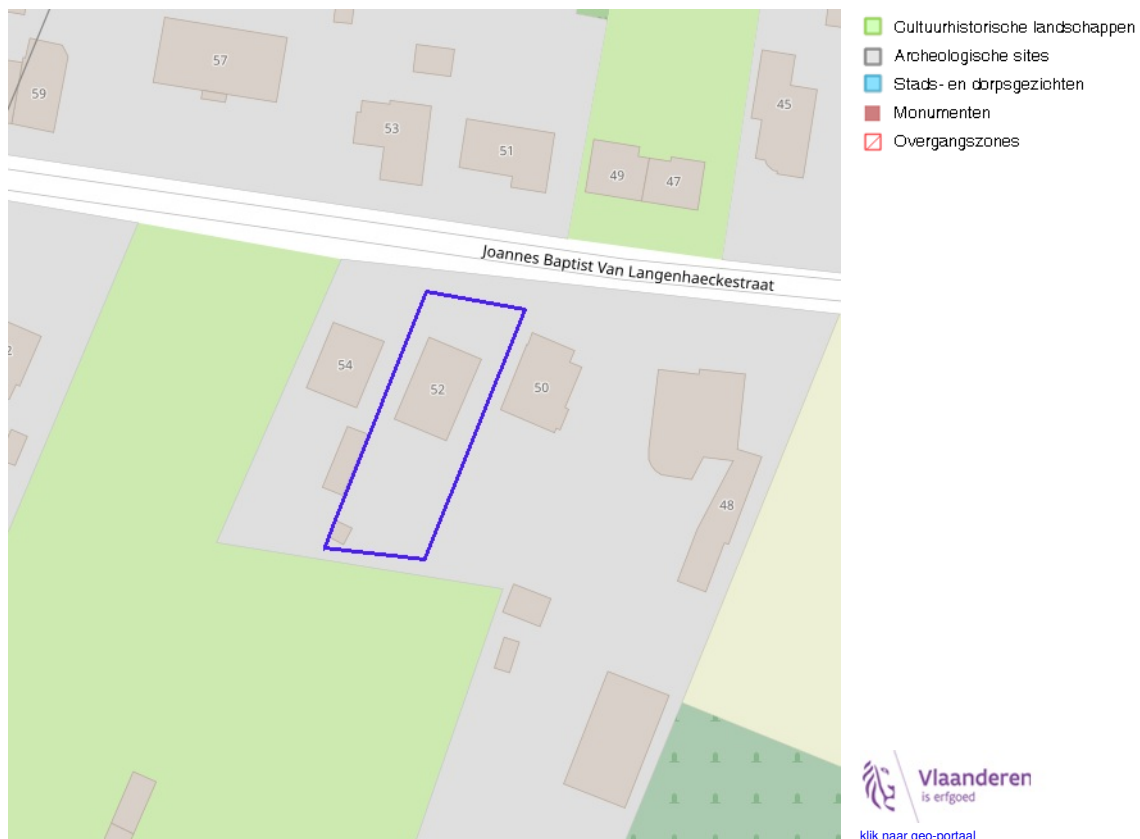 57
59
53
51
49
47
45
Joannes Baptist Van Langenhaeckestraat
54
52
50
2
48
Cultuurhistorische landschappen
Archeologische sites
Stads- en dorpsgezichten
Monumenten
Overgangszones
Vlaanderen
is erfgoed
klik naar geo-portaal